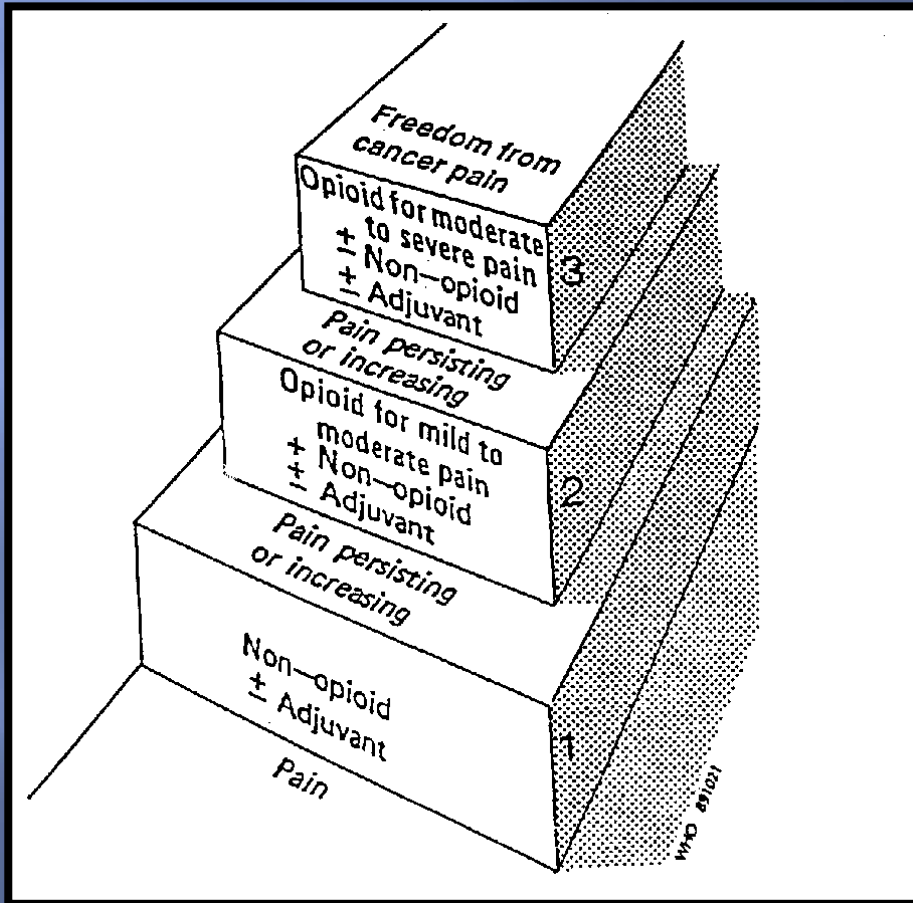 Freedom from
cancer pain
Opioid for moderate
to severe pain
± Non–opioid
± Adjuvant
3
Pain persisting
or increasing
Opioid for mild to
moderate pain
+ Non–opioid
± Adjuvant
2
Pain persisting
or increasing
Non–opioid
± Adjuvant
1
Pain
WHO 891021